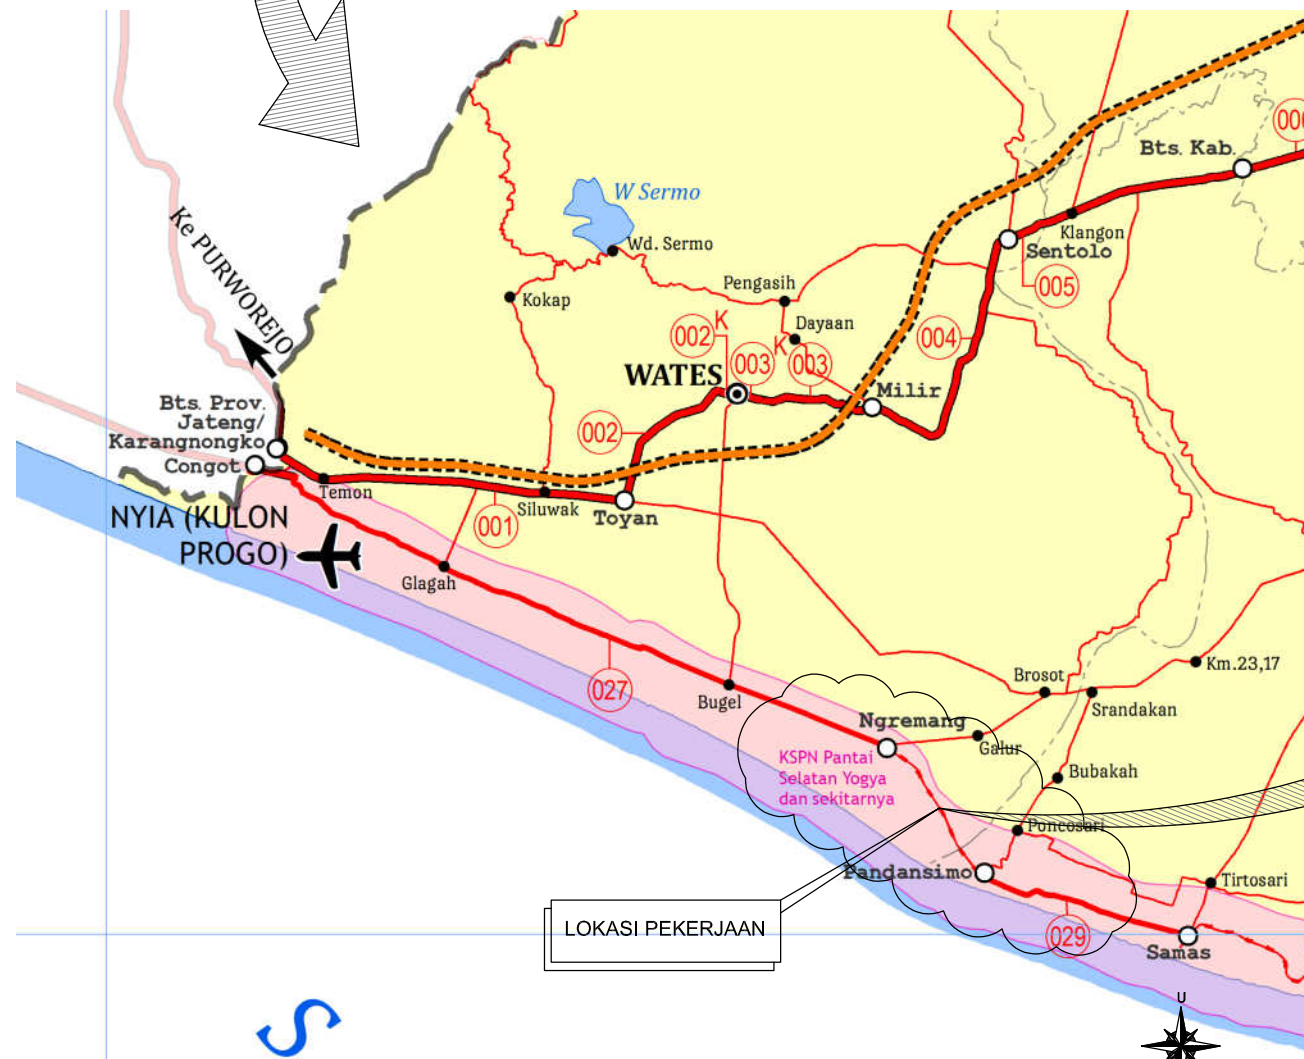 006
Bts. Kab.
W Sermo
Ke PURWOREJO
Klangon
Wd. Sermo
Sentolo
Pengasih
005
Kokap
K
Dayaan
002
K
004
003
003
WATES
Milir
Bts. Prov.
Jateng/
Karangnongko
002
Congot
Temon
Siluwak
Toyan
NYIA (KULON
PROGO)
001
Glagah
Km.23,17
Brosot
027
Bugel
Srandakan
Ngremang
Galur
KSPN Pantai
Selatan Yogya
dan sekitarnya
Bubakah
Poncosari
Pandansimo
Tirtosari
LOKASI PEKERJAAN
029
Samas
U
S